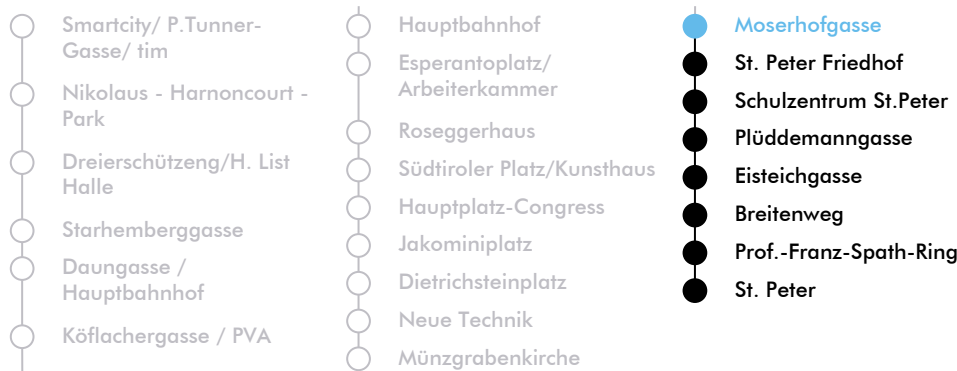 Smartcity/ P.Tunner-
Gasse/ tim
Nikolaus - Harnoncourt -
Park
Dreierschützeng/H. List
Halle
Starhemberggasse
Daungasse /
Hauptbahnhof
Köflachergasse / PVA
Hauptbahnhof
Esperantoplatz/
Arbeiterkammer
Roseggerhaus
Südtiroler Platz/Kunsthaus
Hauptplatz-Congress
Jakominiplatz
Dietrichsteinplatz
Neue Technik
Münzgrabenkirche
Moserhofgasse
St. Peter Friedhof
Schulzentrum St.Peter
Plüddemanngasse
Eisteichgasse
Breitenweg
Prof.-Franz-Spath-Ring
St. Peter